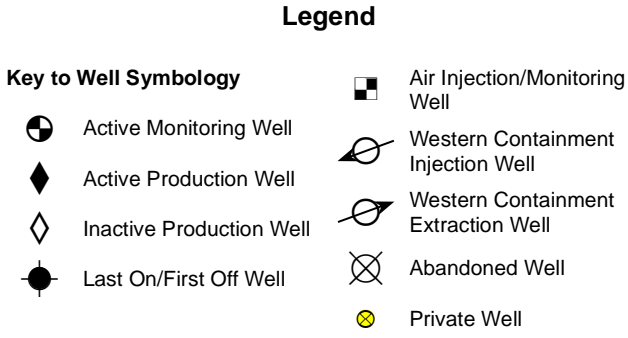 Legend
Key to Well Symbology
Active Monitoring Well
Active Production Well
Inactive Production Well
Last On/First Off Well
Air Injection/Monitoring
Well
Western Containment
Injection Well
Western Containment
Extraction Well
Abandoned Well
Private Well